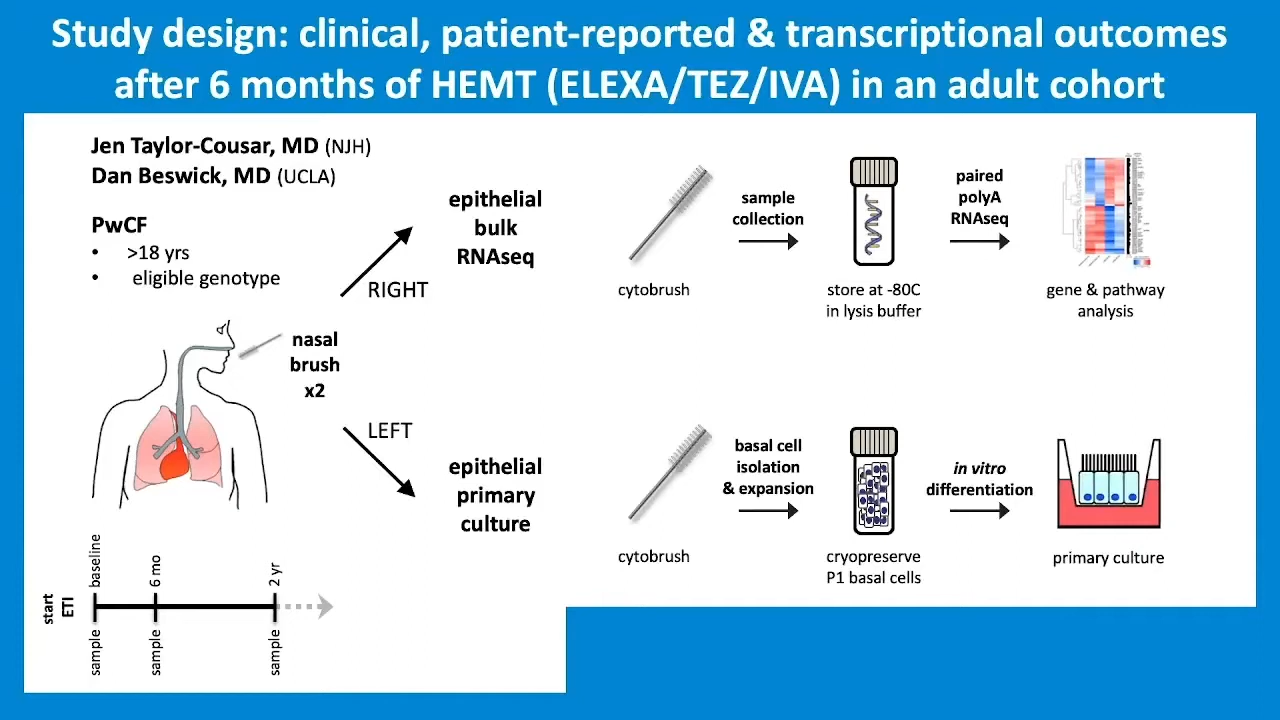 Study design: clinical, patient-reported & transcriptional outcomes
after 6 months of HEMT (ELEXA/TEZ/IVA) in an adult cohort
Jen Taylor-Cousar, MD (NJH)
Dan Beswick, MD (UCLA)
PwCF
• >18 yrs
• eligible genotype
nasal
brush
x2
RIGHT
epithelial
bulk
RNAseq
cytobrush
sample
collection
store at -80C
in lysis buffer
paired
polyA
RNAseq
gene & pathway
analysis
LEFT
epithelial
primary
culture
cytobrush
basal cell
isolation
& expansion
cryopreserve
P1 basal cells
in vitro
differentiation
primary culture
start
ETI
baseline
6 mo
2 yr
sample
sample
sample